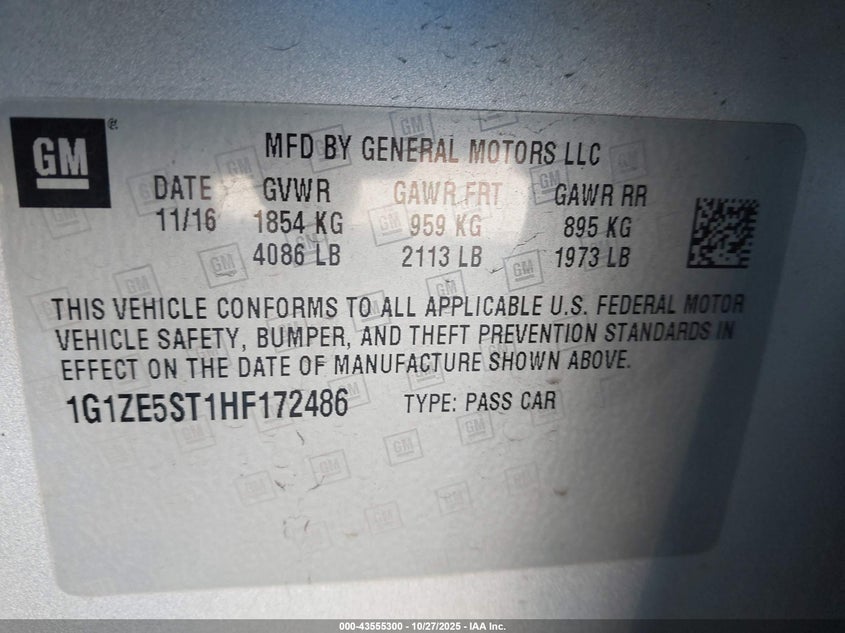 GM®
MFD BY GENERAL MOTORS LLC
DATE GVWR GAWR FRT GAWR RR
11/16 1854 KG 959 KG 895 KG
4086 LB 2113 LB 1973 LB
THIS VEHICLE CONFORMS TO ALL APPLICABLE U.S. FEDERAL MOTOR
VEHICLE SAFETY, BUMPER, AND THEFT PREVENTION STANDARDS IN
EFFECT ON THE DATE OF MANUFACTURE SHOWN ABOVE.
1G1ZE5ST1HF172486 TYPE: PASS CAR
000-43555300 - 10/27/2025 - IAA Inc.